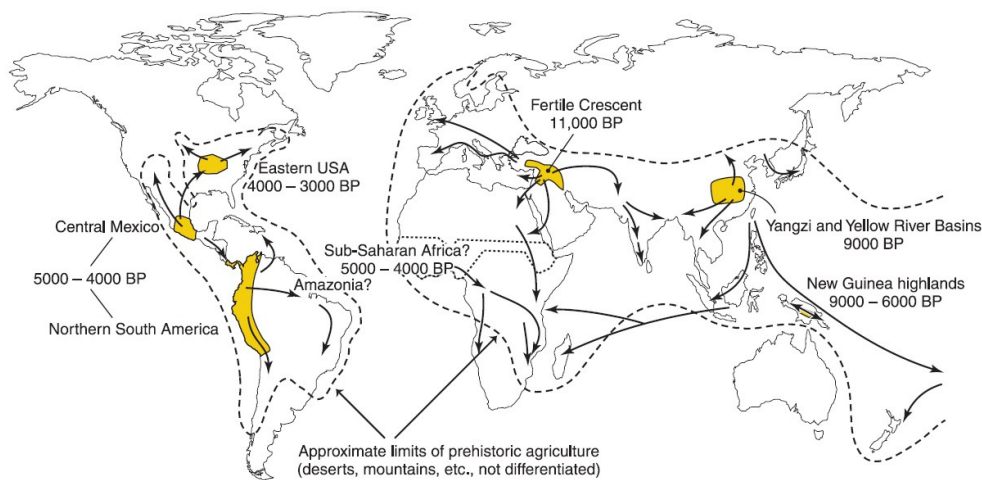 Fertile Crescent
11,000 BP
Eastern USA
4000 – 3000 BP
Central Mexico
5000 – 4000 BP
Northern South America
Sub-Saharan Africa?
5000 – 4000 BP
Amazonia?
Yangzi and Yellow River Basins
9000 BP
New Guinea highlands
9000 – 6000 BP
Approximate limits of prehistoric agriculture
(deserts, mountains, etc., not differentiated)